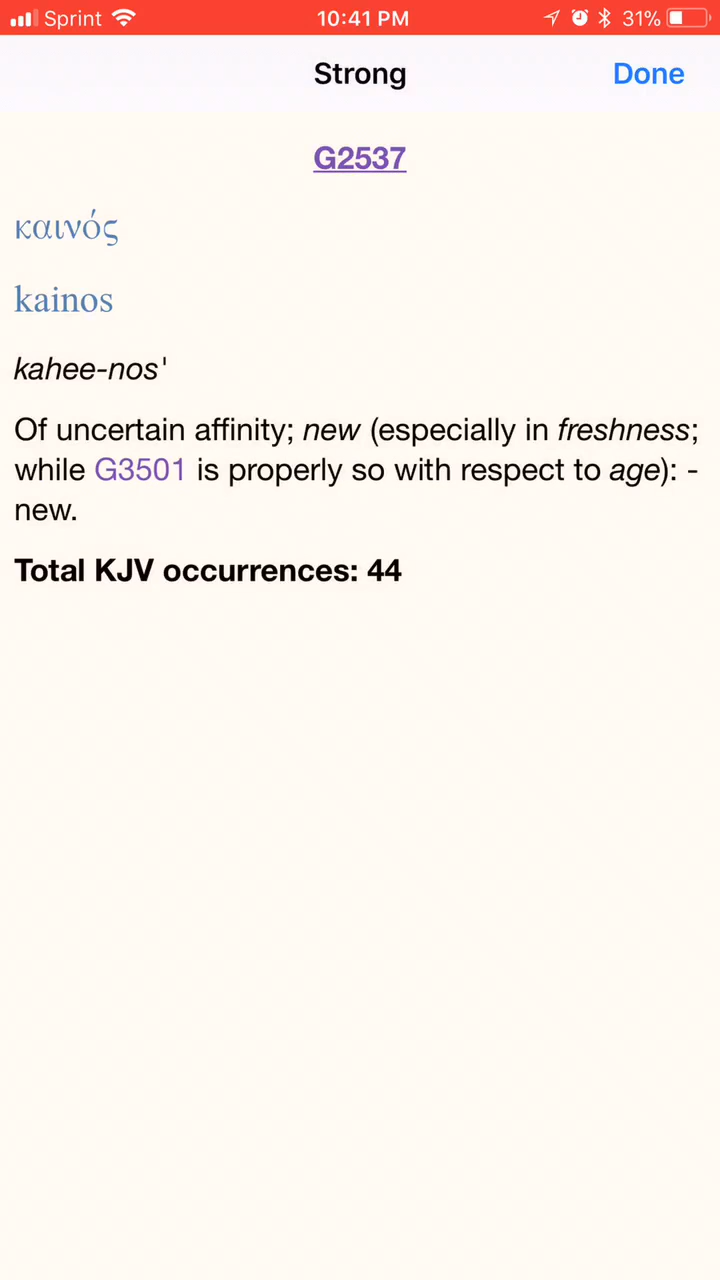 Sprint 10:41 PM 31%
Strong Done
G2537
καινός
kainos
kahee-nos'
Of uncertain affinity; new (especially in freshness;
while G3501 is properly so with respect to age): -
new.
Total KJV occurrences: 44